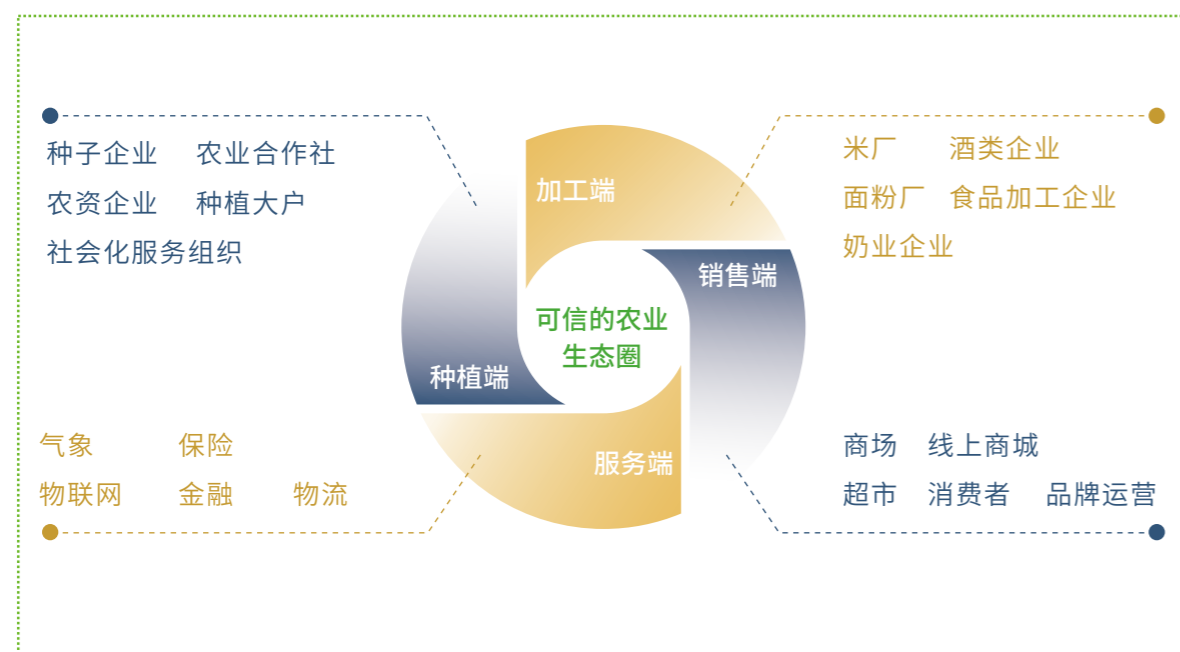 种子企业 农业合作社
农资企业 种植大户
社会化服务组织
米厂 酒类企业
面粉厂 食品加工企业
奶业企业
加工端
销售端
可信的农业
生态圈
种植端
服务端
气象 保险
物联网 金融 物流
商场 线上商城
超市 消费者 品牌运营